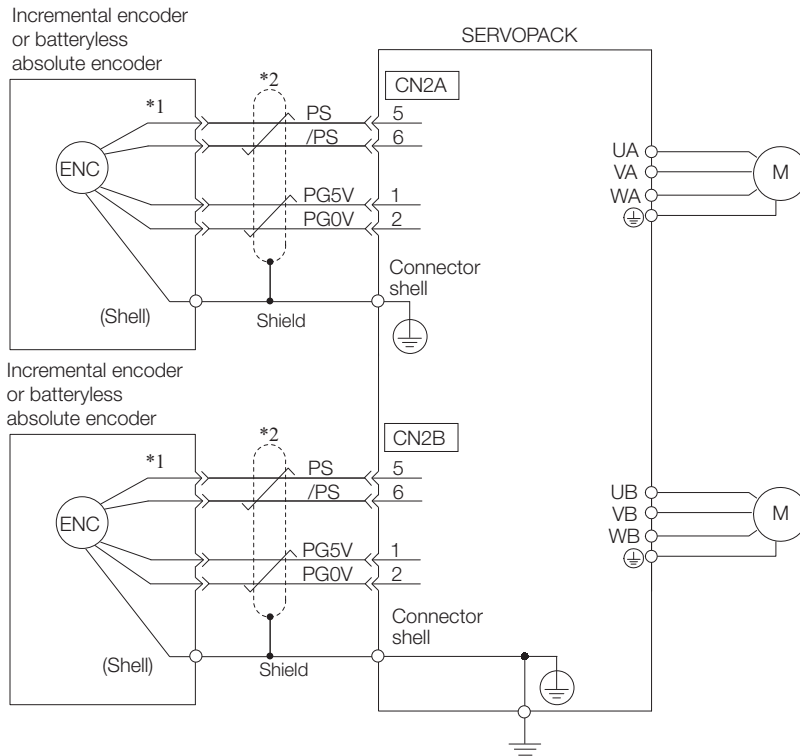 Incremental encoder
or batteryless
absolute encoder
SERVOPACK
*1
*2
CN2A
PS
5
/PS
6
ENC
PG5V
1
PG0V
2
UA
VA
WA
M
Connector
shell
(Shell)
Shield
Incremental encoder
or batteryless
absolute encoder
*1
*2
CN2B
PS
5
/PS
6
ENC
PG5V
1
PG0V
2
UB
VB
WB
M
Connector
shell
(Shell)
Shield